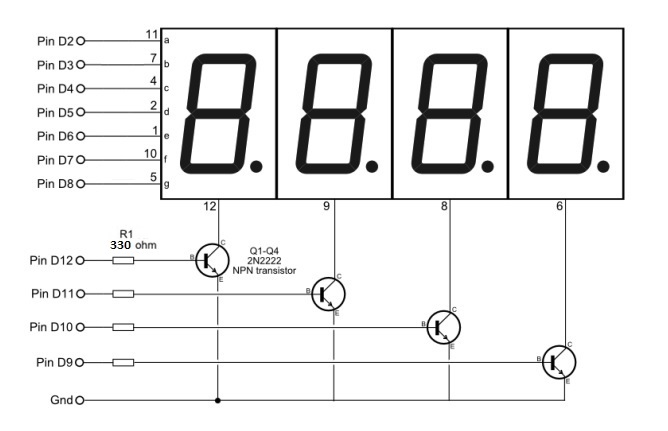 Pin D2 11 a
Pin D3 7 b
Pin D4 4 c
Pin D5 2 d
Pin D6 1 e
Pin D7 10 f
Pin D8 5 g
12 9 8 6
R1
330 ohm
Q1-Q4
2N2222
NPN transistor
Pin D12 B C E
Pin D11 B C E
Pin D10 B C E
Pin D9 B C E
Gnd